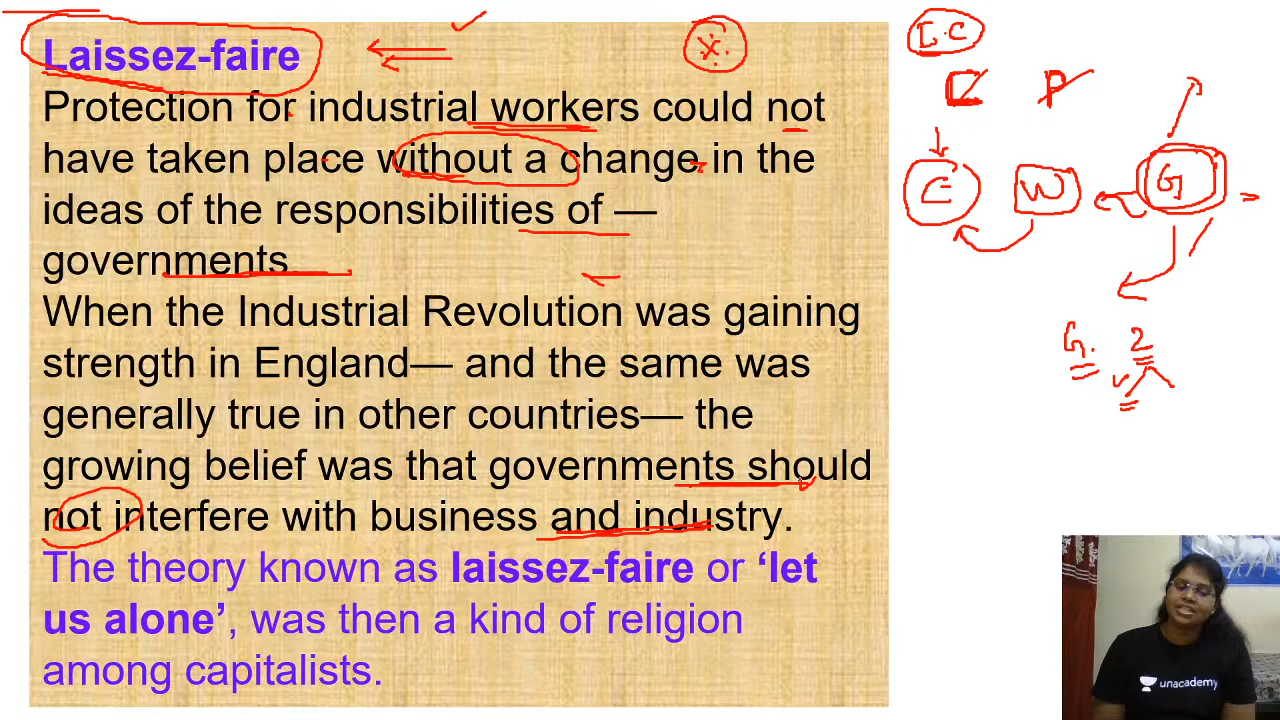 Laissez-faire
Protection for industrial workers could not
have taken place without a change in the
ideas of the responsibilities of —
governments
When the Industrial Revolution was gaining
strength in England— and the same was
generally true in other countries— the
growing belief was that governments should
not interfere with business and industry.
The theory known as laissez-faire or ‘let
us alone’, was then a kind of religion
among capitalists.
X.
I.C
P
C W G
G. 2
unacademy